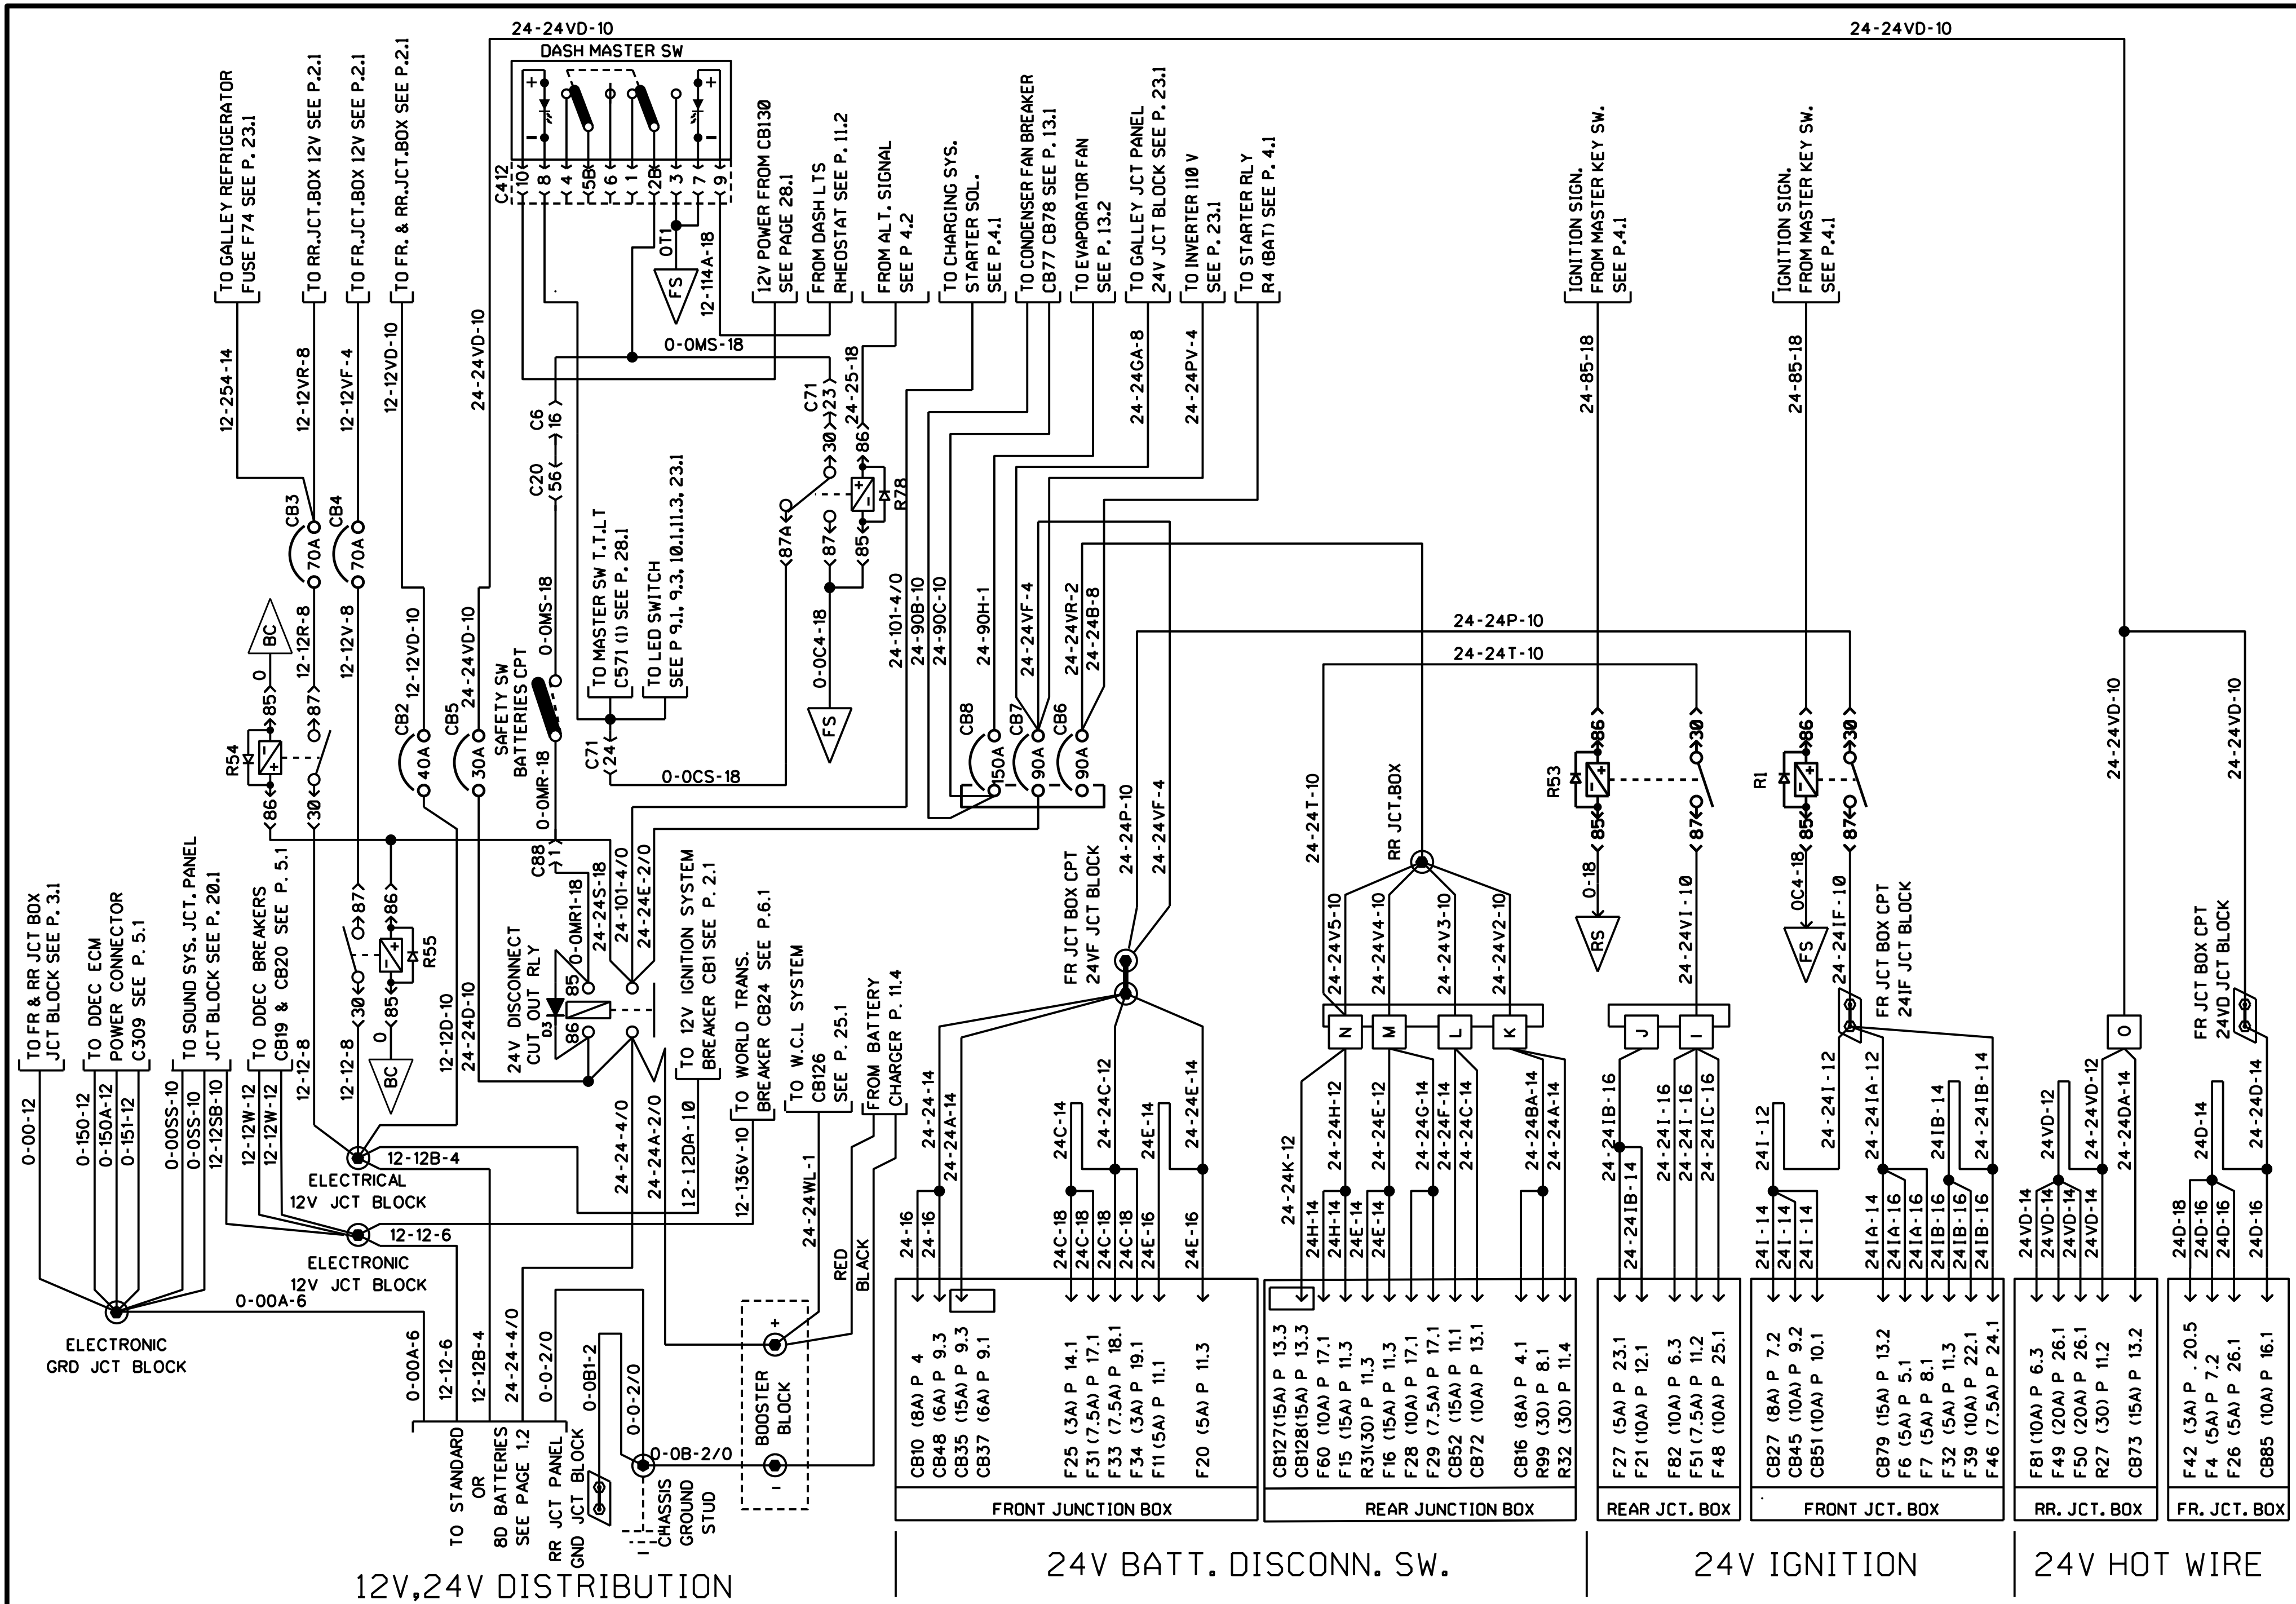 24-24VD-10
24-24VD-10
DASH MASTER SW
TO GALLEY REFRIGERATOR
FUSE F74 SEE P. 23.1
TO RR.JCT.BOX 12V SEE P.2.1
TO FR.JCT.BOX 12V SEE P.2.1
TO FR. & RR.JCT.BOX SEE P.2.1
C412
10
8
4
5B
6
1
2B
3
7
9
+
-
+
-
OT1
FS
12-114A-18
12V POWER FROM CB130
SEE PAGE 28.1
FROM DASH LTS
RHEOSTAT SEE P. 11.2
FROM ALT. SIGNAL
SEE P 4.2
TO CHARGING SYS.
STARTER SOL.
SEE P.4.1
TO CONDENSER FAN BREAKER
CB77 CB78 SEE P. 13.1
TO EVAPORATOR FAN
SEE P. 13.2
TO GALLEY JCT PANEL
24V JCT BLOCK SEE P. 23.1
TO INVERTER 110 V
SEE P. 23.1
TO STARTER RLY
R4 (BAT) SEE P. 4.1
IGNITION SIGN.
FROM MASTER KEY SW.
SEE P.4.1
IGNITION SIGN.
FROM MASTER KEY SW.
SEE P.4.1
12-254-14
12-12VR-8
12-12VF-4
12-12VD-10
24-24VD-10
0-0MS-18
24-25-18
24-24GA-8
24-24PV-4
24-85-18
24-85-18
C6
16
C20
56
C71
23
30
86
87A
87
85
+
-
R78
CB3
70A
CB4
70A
BC
0
85
87
R54
-
+
86
30
12-12R-8
12-12V-8
CB2
40A
12-12VD-10
CB5
30A
24-24VD-10
SAFETY SW
BATTERIES CPT
0-0MS-18
0-0MR-18
TO MASTER SW T.T.LT
C571 (1) SEE P. 28.1
TO LED SWITCH
SEE P 9.1, 9.3, 10.1,11.3, 23.1
C71
24
0-0CS-18
0-0C4-18
FS
24-101-4/0
24-90B-10
24-90C-10
24-90H-1
24-24VF-4
24-24VR-2
24-24B-8
CB8
150A
CB7
90A
CB6
90A
24-24P-10
24-24T-10
24-24P-10
24-24VF-4
24-24T-10
RR JCT.BOX
FR JCT BOX CPT
24VF JCT BLOCK
R53
86
30
+
-
85
87
0-18
RS
24-24VI-10
R1
86
30
+
-
85
87
0C4-18
FS
24-24IF-10
FR JCT BOX CPT
24IF JCT BLOCK
24-24VD-10
24-24VD-10
FR JCT BOX CPT
24VD JCT BLOCK
TO FR & RR JCT BOX
JCT BLOCK SEE P. 3.1
TO DDEC ECM
POWER CONNECTOR
C309 SEE P. 5.1
TO SOUND SYS. JCT. PANEL
JCT BLOCK SEE P. 20.1
TO DDEC BREAKERS
CB19 & CB20 SEE P. 5.1
87
86
30
85
+
-
R55
0
BC
C88
1
0-0MR1-18
24-24S-18
24-101-4/0
24-24E-2/0
24V DISCONNECT
CUT OUT RLY
D3
85
86
TO 12V IGNITION SYSTEM
BREAKER CB1 SEE P. 2.1
TO WORLD TRANS.
BREAKER CB24 SEE P.6.1
TO W.C.L SYSTEM
CB126
SEE P. 25.1
FROM BATTERY
CHARGER P. 11.4
0-00-12
0-150-12
0-150A-12
0-151-12
0-00SS-10
0-0SS-10
12-12SB-10
12-12W-12
12-12W-12
12-12-8
12-12-8
12-12D-10
24-24D-10
12-12B-4
ELECTRICAL
12V JCT BLOCK
12-12-6
ELECTRONIC
12V JCT BLOCK
0-00A-6
ELECTRONIC
GRD JCT BLOCK
24-24-4/0
24-24A-2/0
12-12DA-10
12-136V-10
24-24WL-1
RED
BLACK
0-00A-6
12-12-6
12-12B-4
24-24-4/0
0-0-2/0
0-0B1-2
0-0-2/0
0-0B-2/0
BOOSTER
BLOCK
+
-
TO STANDARD
OR
8D BATTERIES
SEE PAGE 1.2
RR JCT PANEL
GND JCT BLOCK
CHASSIS
GROUND
STUD
24-24V5-10
24-24V4-10
24-24V3-10
24-24V2-10
N
M
L
K
J
I
O
24-24-14
24-24A-14
24C-14
24-24C-12
24E-14
24-24E-14
24-24K-12
24-24H-12
24-24E-12
24-24G-14
24-24F-14
24-24C-14
24-24BA-14
24-24A-14
24-24IB-16
24-24I-16
24-24I-16
24-24IC-16
24I-12
24-24I-12
24-24IA-12
24IB-14
24-24IB-14
24VD-12
24-24VD-12
24-24DA-14
24D-14
24-24D-14
24-16
24-16
24C-18
24C-18
24C-18
24C-18
24E-16
24E-16
24H-14
24H-14
24E-14
24E-14
24-24IB-14
24I-14
24I-14
24I-14
24IA-14
24IA-16
24IA-16
24IB-16
24IB-16
24IB-16
24VD-14
24VD-14
24VD-14
24VD-14
24D-18
24D-16
24D-16
24D-16
CB10 (8A) P 4
CB48 (6A) P 9.3
CB35 (15A) P 9.3
CB37 (6A) P 9.1
F25 (3A) P 14.1
F31 (7.5A) P 17.1
F33 (7.5A) P 18.1
F34 (3A) P 19.1
F11 (5A) P 11.1
F20 (5A) P 11.3
FRONT JUNCTION BOX
CB127(15A) P 13.3
CB128(15A) P 13.3
F60 (10A) P 17.1
F15 (15A) P 11.3
R31(30) P 11.3
F16 (15A) P 11.3
F28 (10A) P 17.1
F29 (7.5A) P 17.1
CB52 (15A) P 11.1
CB72 (10A) P 13.1
CB16 (8A) P 4.1
R99 (30) P 8.1
R32 (30) P 11.4
REAR JUNCTION BOX
F27 (5A) P 23.1
F21 (10A) P 12.1
F82 (10A) P 6.3
F51 (7.5A) P 11.2
F48 (10A) P 25.1
REAR JCT. BOX
CB27 (8A) P 7.2
CB45 (10A) P 9.2
CB51 (10A) P 10.1
CB79 (15A) P 13.2
F6 (5A) P 5.1
F7 (5A) P 8.1
F32 (5A) P 11.3
F39 (10A) P 22.1
F46 (7.5A) P 24.1
FRONT JCT. BOX
F81 (10A) P 6.3
F49 (20A) P 26.1
F50 (20A) P 26.1
R27 (30) P 11.2
CB73 (15A) P 13.2
RR. JCT. BOX
F42 (3A) P . 20.5
F4 (5A) P 7.2
F26 (5A) P 26.1
CB85 (10A) P 16.1
FR. JCT. BOX
12V,24V DISTRIBUTION
24V BATT. DISCONN. SW.
24V IGNITION
24V HOT WIRE